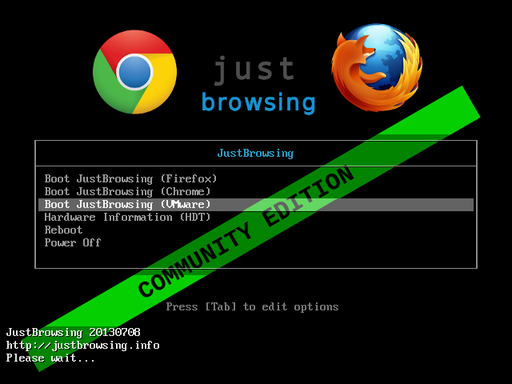 just
browsing
JustBrowsing
Boot JustBrowsing (Firefox)
Boot JustBrowsing (Chrome)
Boot JustBrowsing (VMware)
Hardware Information (HDT)
Reboot
Power Off
COMMUNITY EDITION
Press [Tab] to edit options
JustBrowsing 20130708
http://justbrowsing.info
Please wait...